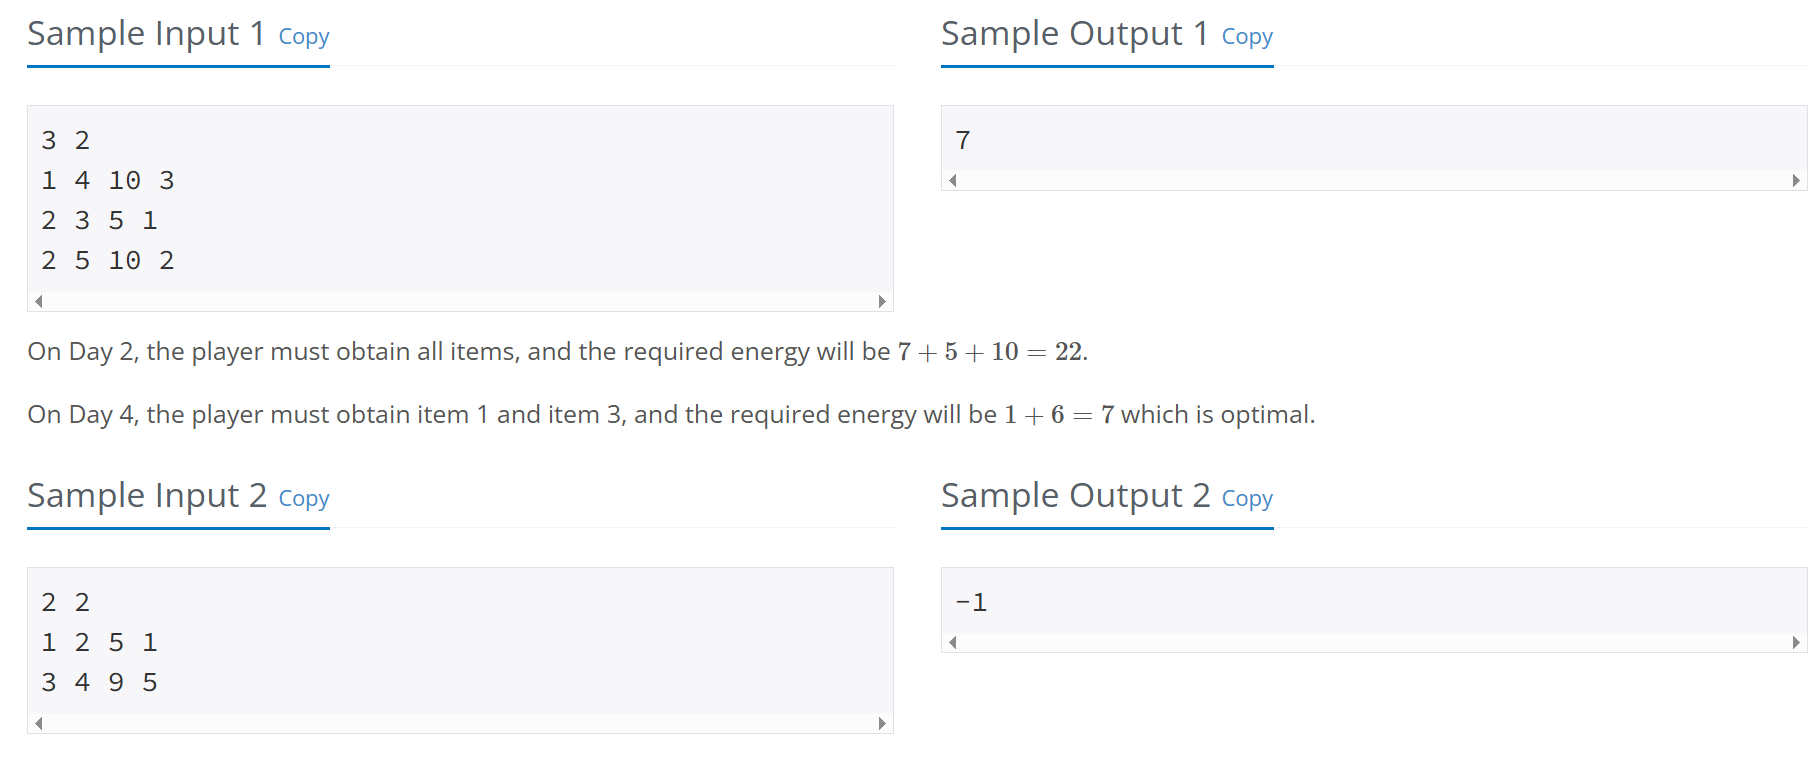 Sample Input 1 Copy
Sample Output 1 Copy
3 2
1 4 10 3
2 3 5 1
2 5 10 2
7
On Day 2, the player must obtain all items, and the required energy will be 7 + 5 + 10 = 22.
On Day 4, the player must obtain item 1 and item 3, and the required energy will be 1 + 6 = 7 which is optimal.
Sample Input 2 Copy
Sample Output 2 Copy
2 2
1 2 5 1
3 4 9 5
-1